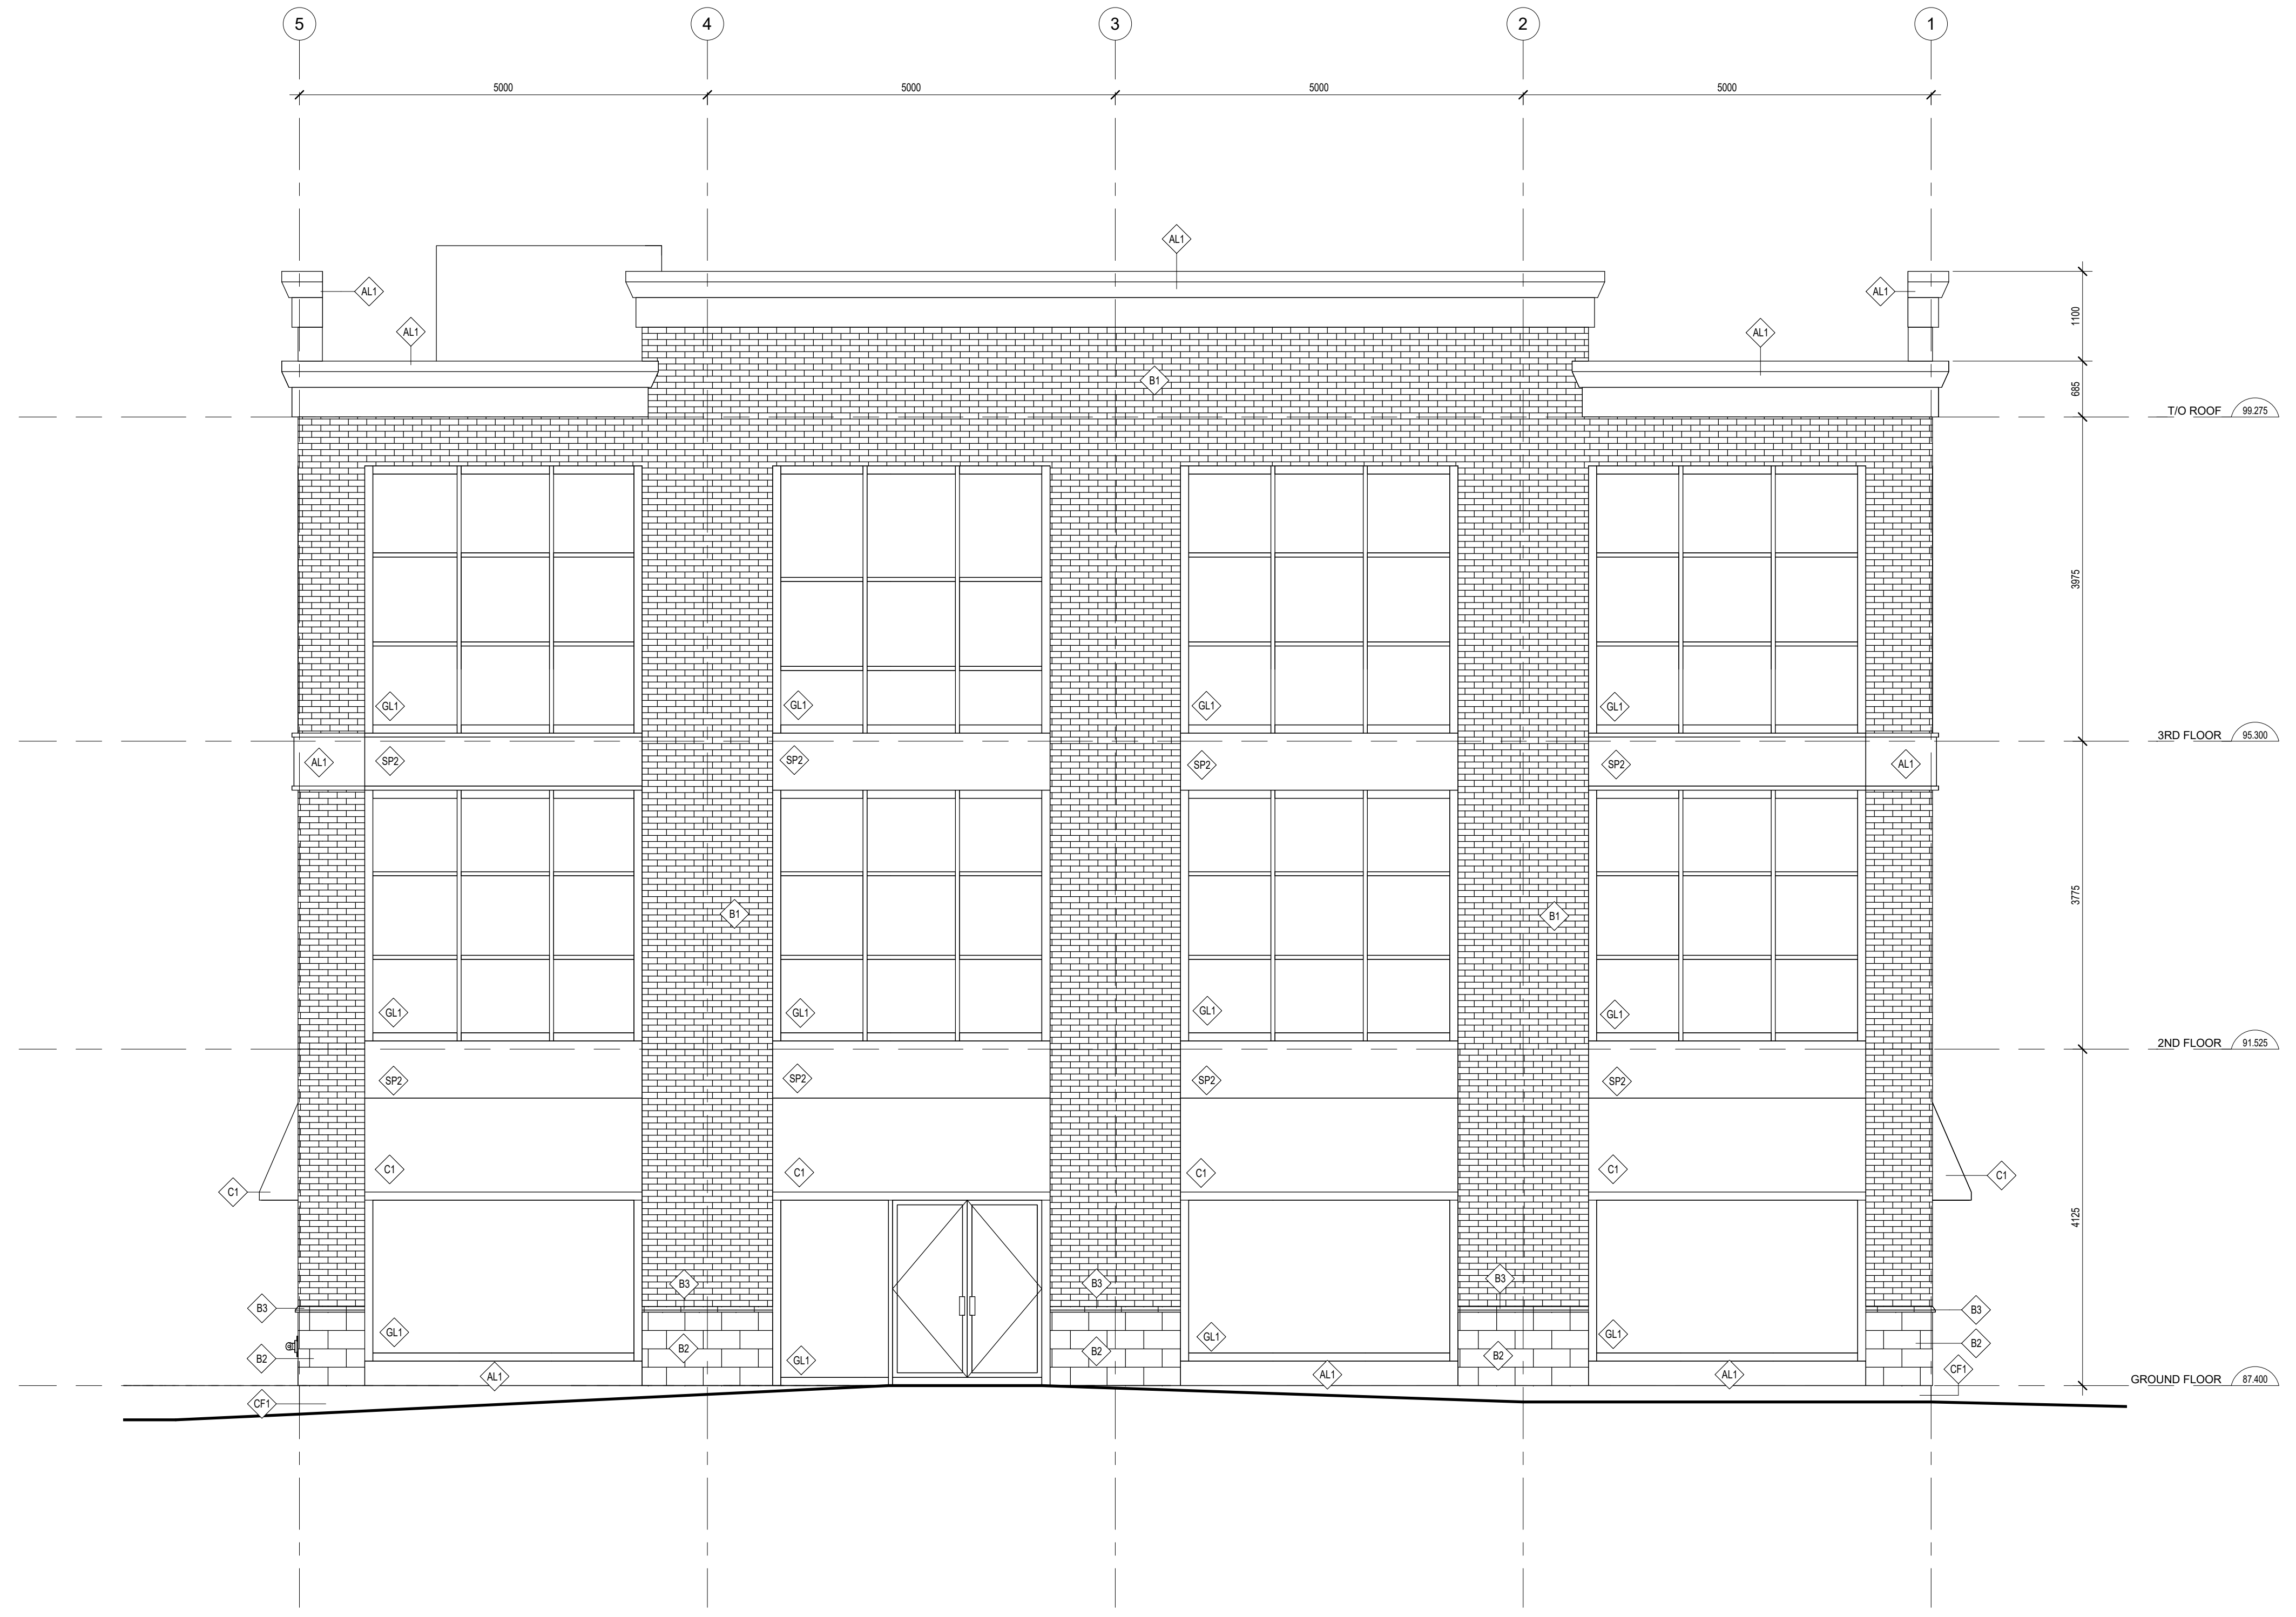 5 4 3 2 1
5000 5000 5000 5000
AL1
AL1 AL1
AL1 AL1
1100
B1
685
T/O ROOF 99.275
3975
GL1 GL1 GL1 GL1
3RD FLOOR 95.300
AL1 SP2 SP2 SP2 SP2 AL1
3775
B1 B1
GL1 GL1 GL1 GL1
2ND FLOOR 91.525
SP2 SP2 SP2 SP2
C1 C1 C1 C1 C1 C1
4125
B3 B3 B3 B3 B3
GL1 GL1 GL1
B2 B2 B2 B2 B2
GL1
AL1 AL1 AL1 CF1
GROUND FLOOR 87.400
CF1